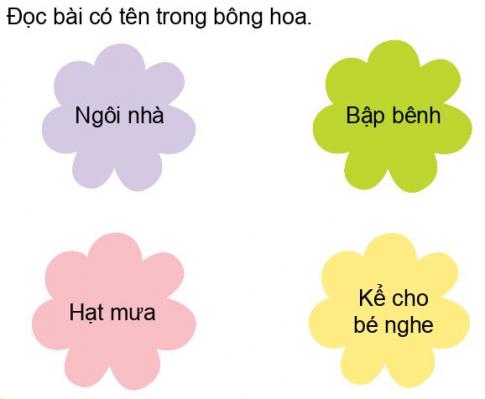 Đọc bài có tên trong bông hoa.
Ngôi nhà
Bập bênh
Hạt mưa
Kể cho
bé nghe